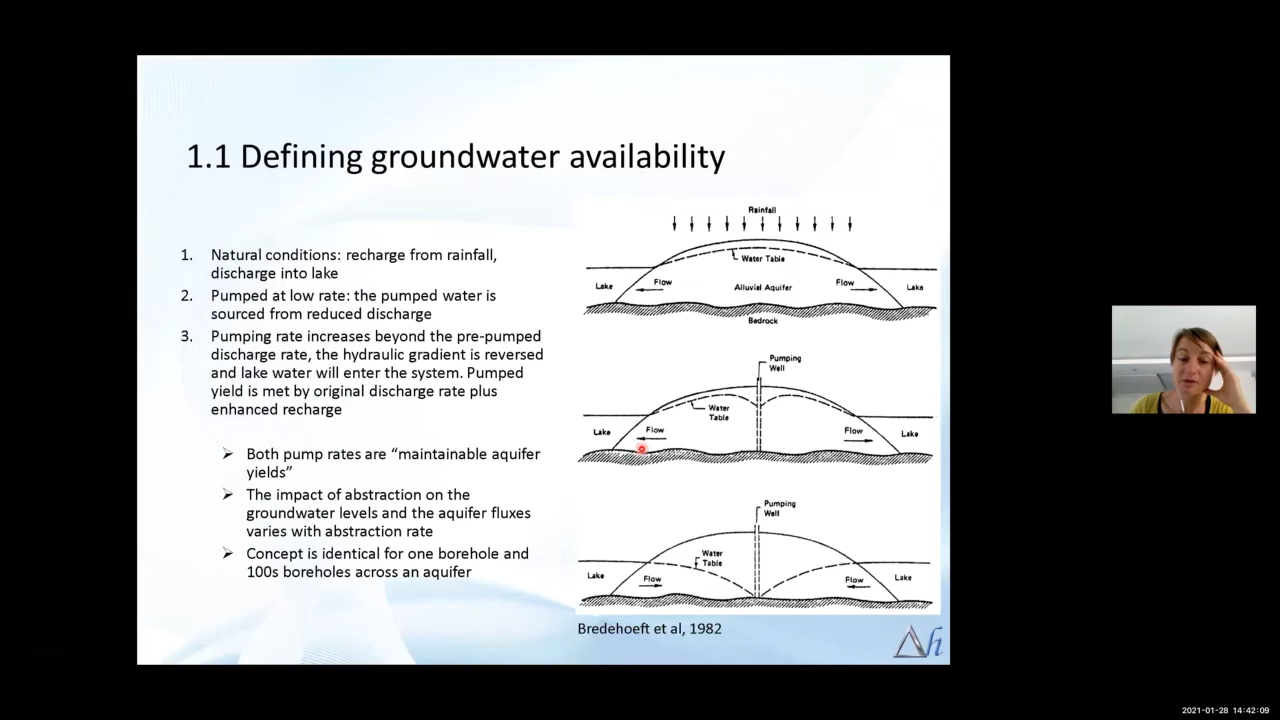 1.1 Defining groundwater availability
1. Natural conditions: recharge from rainfall,
discharge into lake
2. Pumped at low rate: the pumped water is
sourced from reduced discharge
3. Pumping rate increases beyond the pre-pumped
discharge rate, the hydraulic gradient is reversed
and lake water will enter the system. Pumped
yield is met by original discharge rate plus
enhanced recharge
Both pump rates are “maintainable aquifer
yields”
The impact of abstraction on the
groundwater levels and the aquifer fluxes
varies with abstraction rate
Concept is identical for one borehole and
100s boreholes across an aquifer
Rainfall
Water Table
Lake
Flow
Alluvial Aquifer
Flow
Lake
Bedrock
Pumping
Well
Water
Table
Lake
Flow
Flow
Lake
Pumping
Well
Water
Table
Lake
Flow
Flow
Lake
Bredehoeft et al, 1982
Δh
2021-01-28 14:42:09